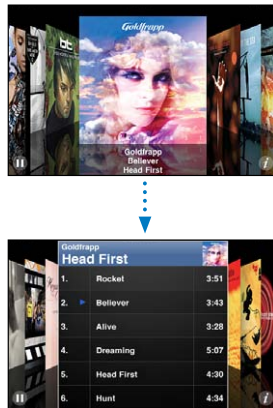 Goldfrapp
bt
Goldfrapp
Believer
Head First
i
Goldfrapp
Head First
1. Rocket 3:51
2. Believer 3:43
3. Alive 3:28
4. Dreaming 5:07
5. Head First 4:30
6. Hunt 4:34
i